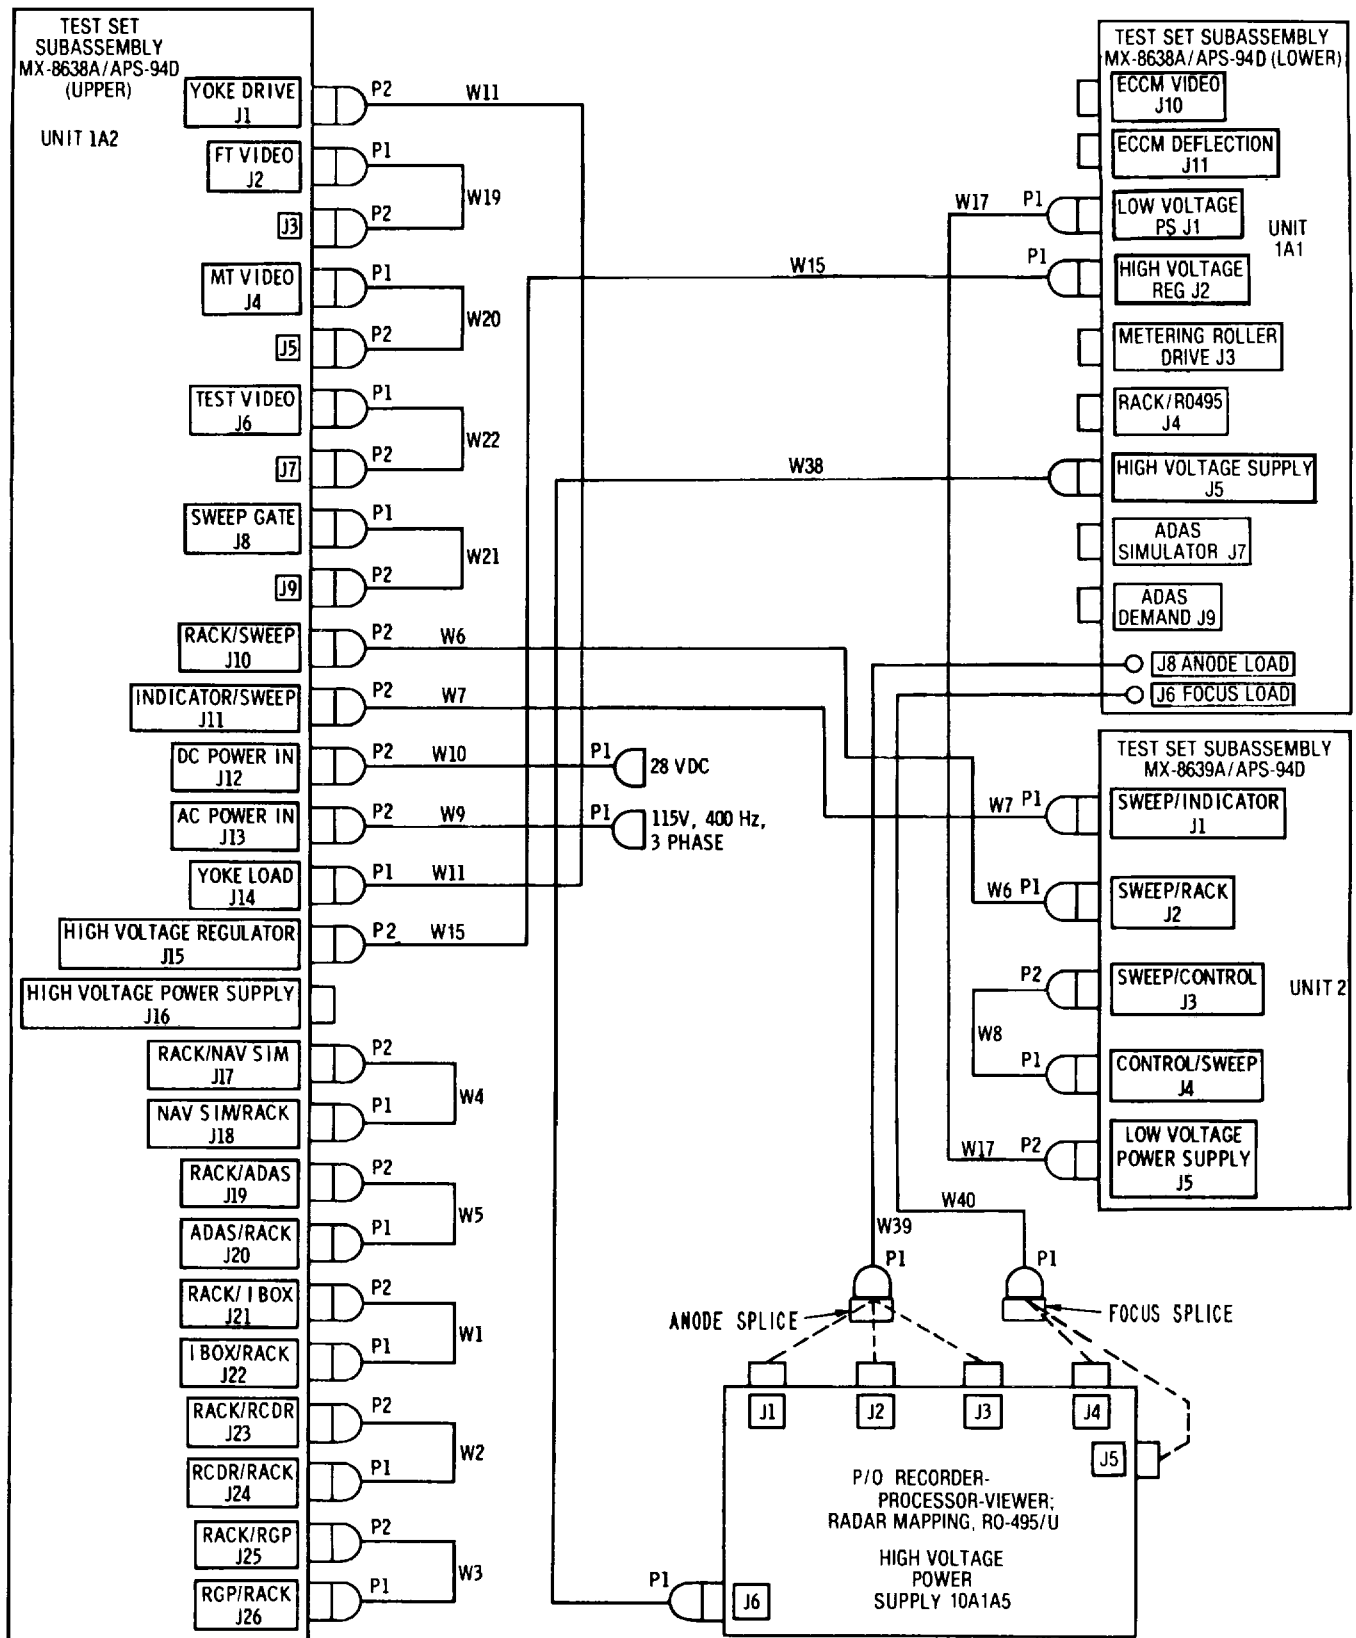 TEST SET
SUBASSEMBLY
MX-8638A/APS-94D
(UPPER)
UNIT 1A2
YOKE DRIVE
J1
P2
W11
FT VIDEO
J2
P1
W19
J3
P2
MT VIDEO
J4
P1
W20
J5
P2
TEST VIDEO
J6
P1
W22
J7
P2
SWEEP GATE
J8
P1
W21
J9
P2
RACK/SWEEP
J10
P2
W6
INDICATOR/SWEEP
J11
P2
W7
DC POWER IN
J12
P2
W10
P1
28 VDC
AC POWER IN
J13
P2
W9
P1
115V, 400 Hz,
3 PHASE
YOKE LOAD
J14
P1
W11
HIGH VOLTAGE REGULATOR
J15
P2
W15
HIGH VOLTAGE POWER SUPPLY
J16
RACK/NAV SIM
J17
P2
W4
NAV SIM/RACK
J18
P1
RACK/ADAS
J19
P2
W5
ADAS/RACK
J20
P1
RACK/ I BOX
J21
P2
W1
I BOX/RACK
J22
P1
RACK/RCDR
J23
P2
W2
RCDR/RACK
J24
P1
RACK/RGP
J25
P2
W3
RGP/RACK
J26
P1
TEST SET SUBASSEMBLY
MX-8638A/APS-94D (LOWER)
ECCM VIDEO
J10
ECCM DEFLECTION
J11
W17
P1
LOW VOLTAGE
PS J1
UNIT
1A1
W15
P1
HIGH VOLTAGE
REG J2
METERING ROLLER
DRIVE J3
RACK/R0495
J4
W38
HIGH VOLTAGE SUPPLY
J5
ADAS
SIMULATOR J7
ADAS
DEMAND J9
J8 ANODE LOAD
J6 FOCUS LOAD
TEST SET SUBASSEMBLY
MX-8639A/APS-94D
W7
P1
SWEEP/INDICATOR
J1
W6
P1
SWEEP/RACK
J2
P2
SWEEP/CONTROL
J3
UNIT 2
W8
P1
CONTROL/SWEEP
J4
W17
P2
LOW VOLTAGE
POWER SUPPLY
J5
W40
W39
P1
P1
ANODE SPLICE
FOCUS SPLICE
J1
J2
J3
J4
J5
P/O RECORDER-
PROCESSOR-VIEWER;
RADAR MAPPING, RO-495/U
HIGH VOLTAGE
POWER
SUPPLY 10A1A5
P1
J6